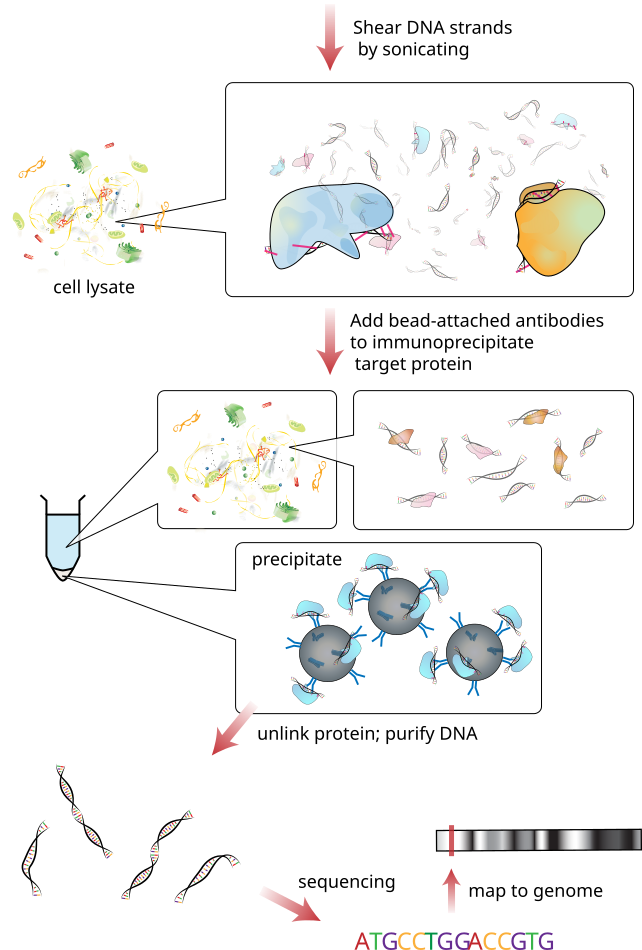 Shear DNA strands
by sonicating
cell lysate
Add bead-attached antibodies
to immunoprecipitate
target protein
precipitate
unlink protein; purify DNA
sequencing
map to genome
ATGCCTGGACCGTG